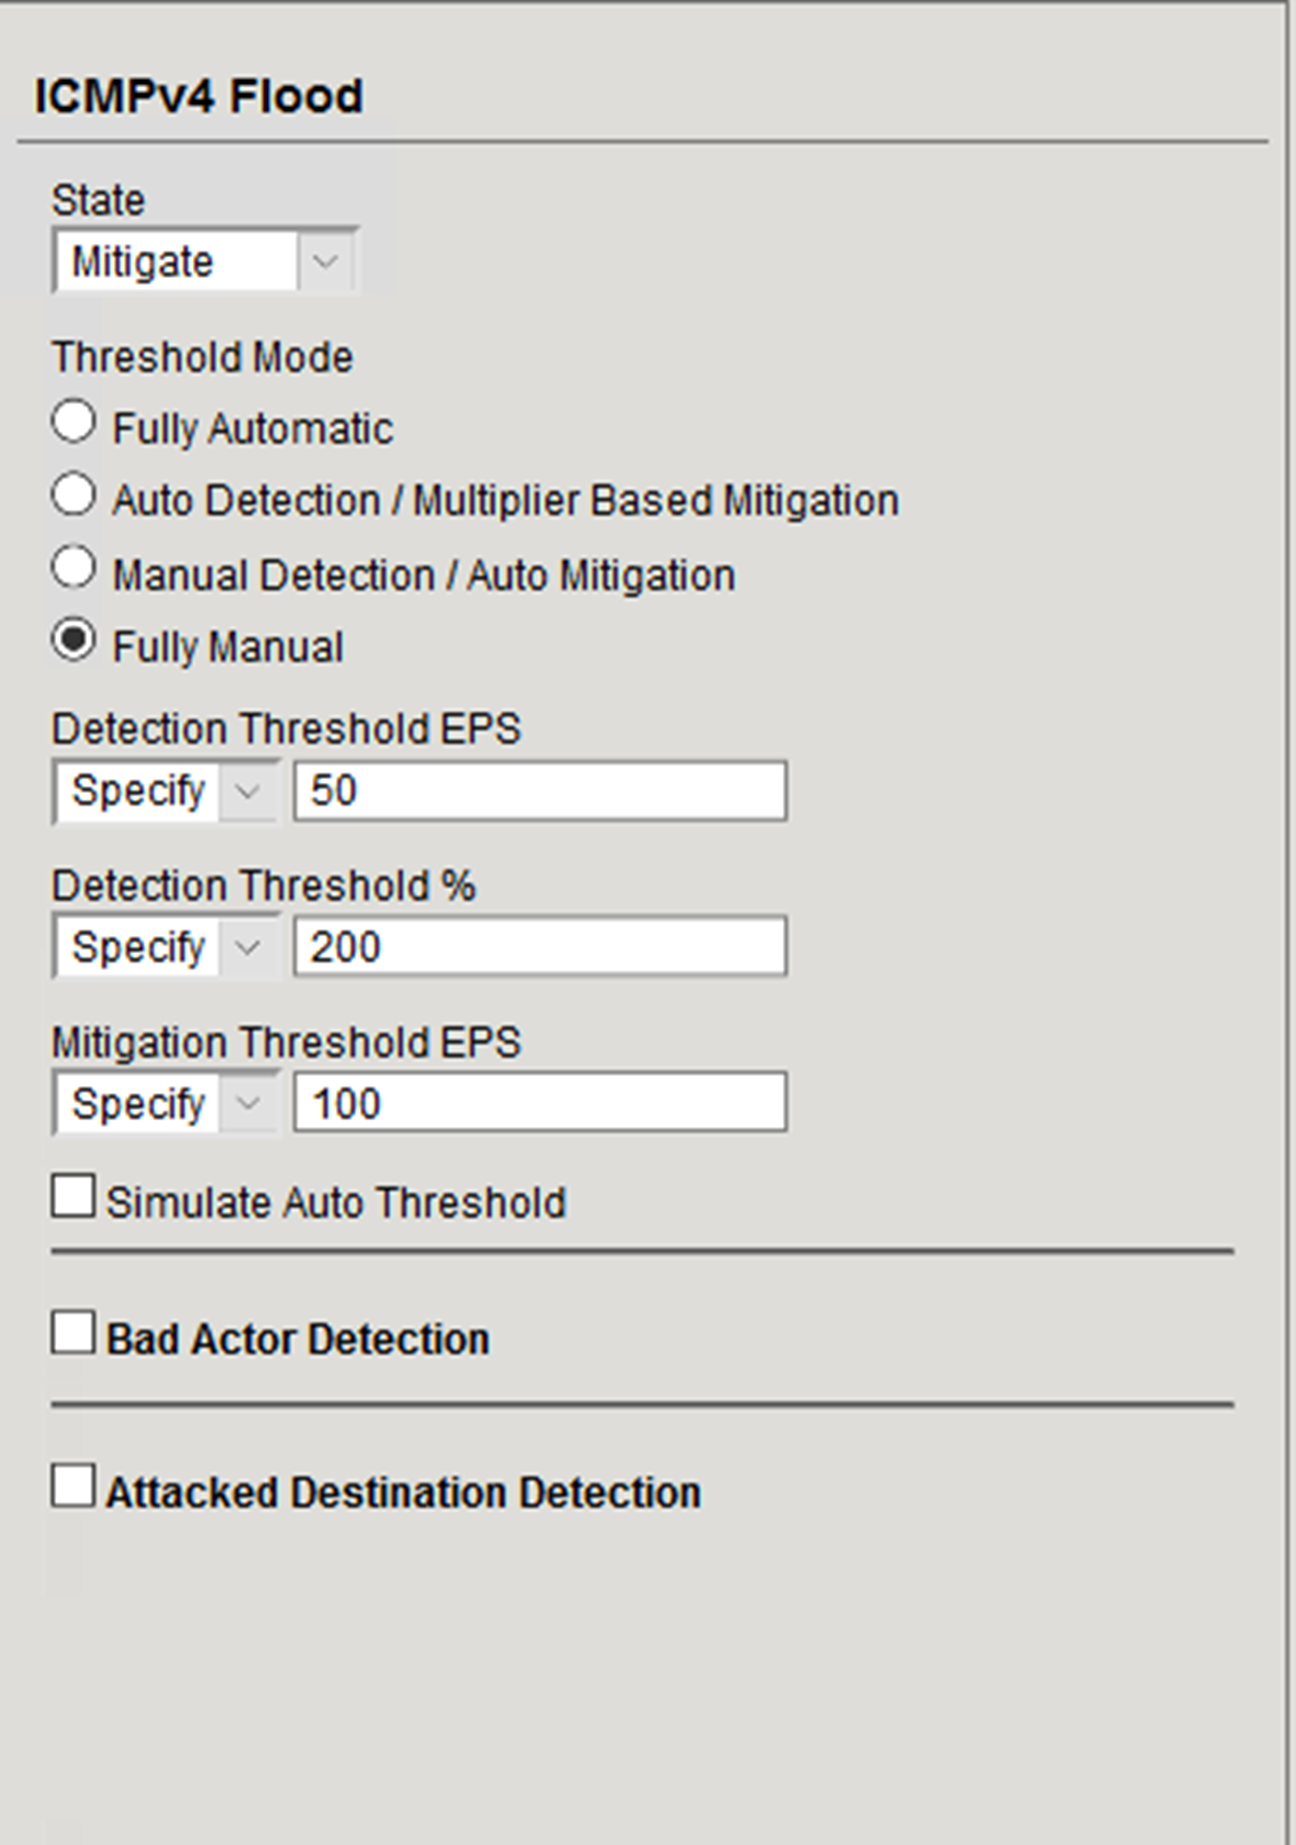 ICMPv4 Flood
State
Mitigate
Threshold Mode
Fully Automatic
Auto Detection / Multiplier Based Mitigation
Manual Detection / Auto Mitigation
Fully Manual
Detection Threshold EPS
Specify 50
Detection Threshold %
Specify 200
Mitigation Threshold EPS
Specify 100
Simulate Auto Threshold
Bad Actor Detection
Attacked Destination Detection